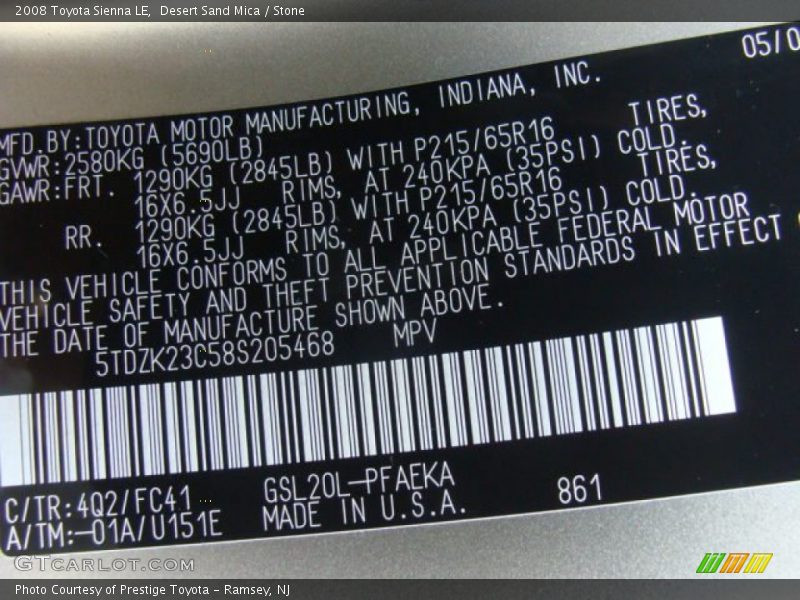 2008 Toyota Sienna LE,  Desert Sand Mica / Stone
05/0
MFD.BY:TOYOTA MOTOR MANUFACTURING, INDIANA, INC.
GVWR:2580KG (5690LB)
GAWR:FRT. 1290KG (2845LB) WITH P215/65R16 TIRES,
16X6.5JJ RIMS, AT 240KPA (35PSI) COLD.
RR. 1290KG (2845LB) WITH P215/65R16 TIRES,
16X6.5JJ RIMS, AT 240KPA (35PSI) COLD.
THIS VEHICLE CONFORMS TO ALL APPLICABLE FEDERAL MOTOR
VEHICLE SAFETY AND THEFT PREVENTION STANDARDS IN EFFECT
THE DATE OF MANUFACTURE SHOWN ABOVE.
5TDZK23C58S205468 MPV
C/TR:4Q2/FC41 GSL20L-PFAEKA 861
A/TM:-01A/U151E MADE IN U.S.A.
GTCARLOT.COM
Photo Courtesy of Prestige Toyota - Ramsey, NJ